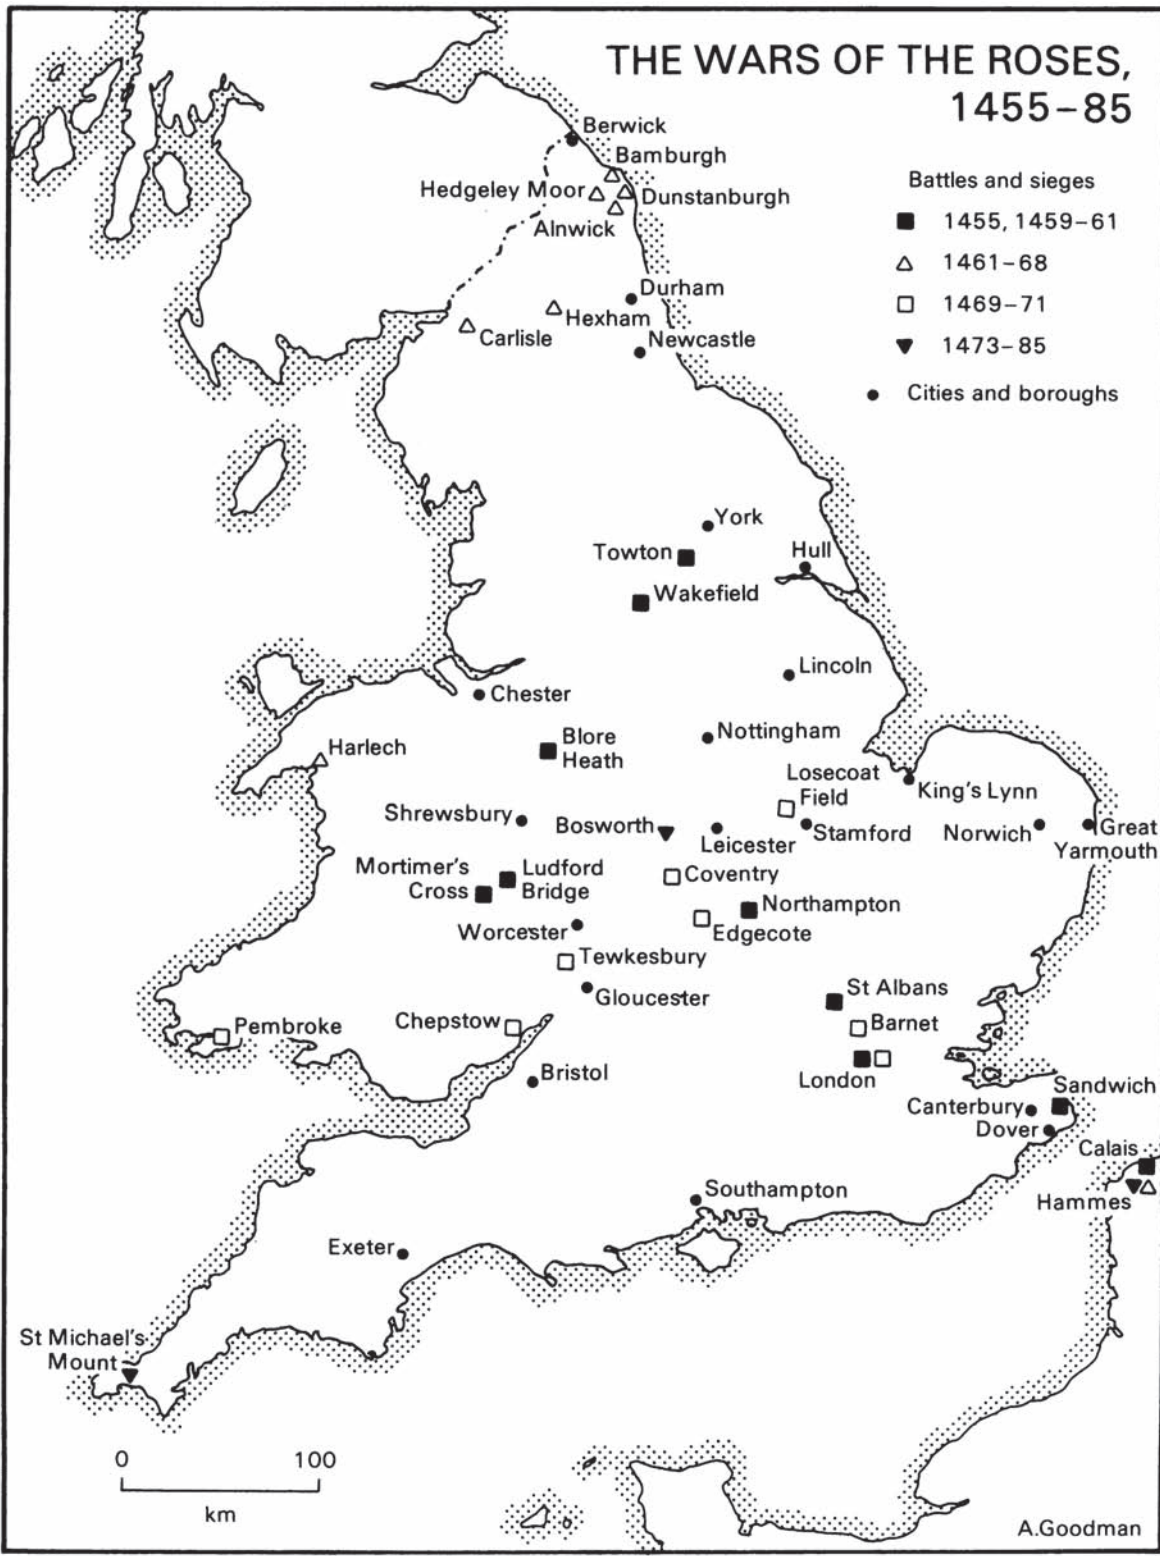 THE WARS OF THE ROSES,
1455–85
Battles and sieges
1455, 1459–61
1461–68
1469–71
1473–85
Cities and boroughs
Berwick
Bamburgh
Hedgeley Moor
Dunstanburgh
Alnwick
Durham
Hexham
Carlisle
Newcastle
York
Towton
Hull
Wakefield
Lincoln
Chester
Nottingham
Blore
Heath
Harlech
Losecoat
Field
King's Lynn
Shrewsbury
Bosworth
Leicester
Stamford
Norwich
Great
Yarmouth
Mortimer's
Cross
Ludford
Bridge
Coventry
Northampton
Edgecote
Worcester
Tewkesbury
Gloucester
St Albans
Pembroke
Chepstow
Barnet
Bristol
London
Sandwich
Canterbury
Dover
Calais
Hammes
Southampton
Exeter
St Michael's
Mount
0 100
km
A.Goodman